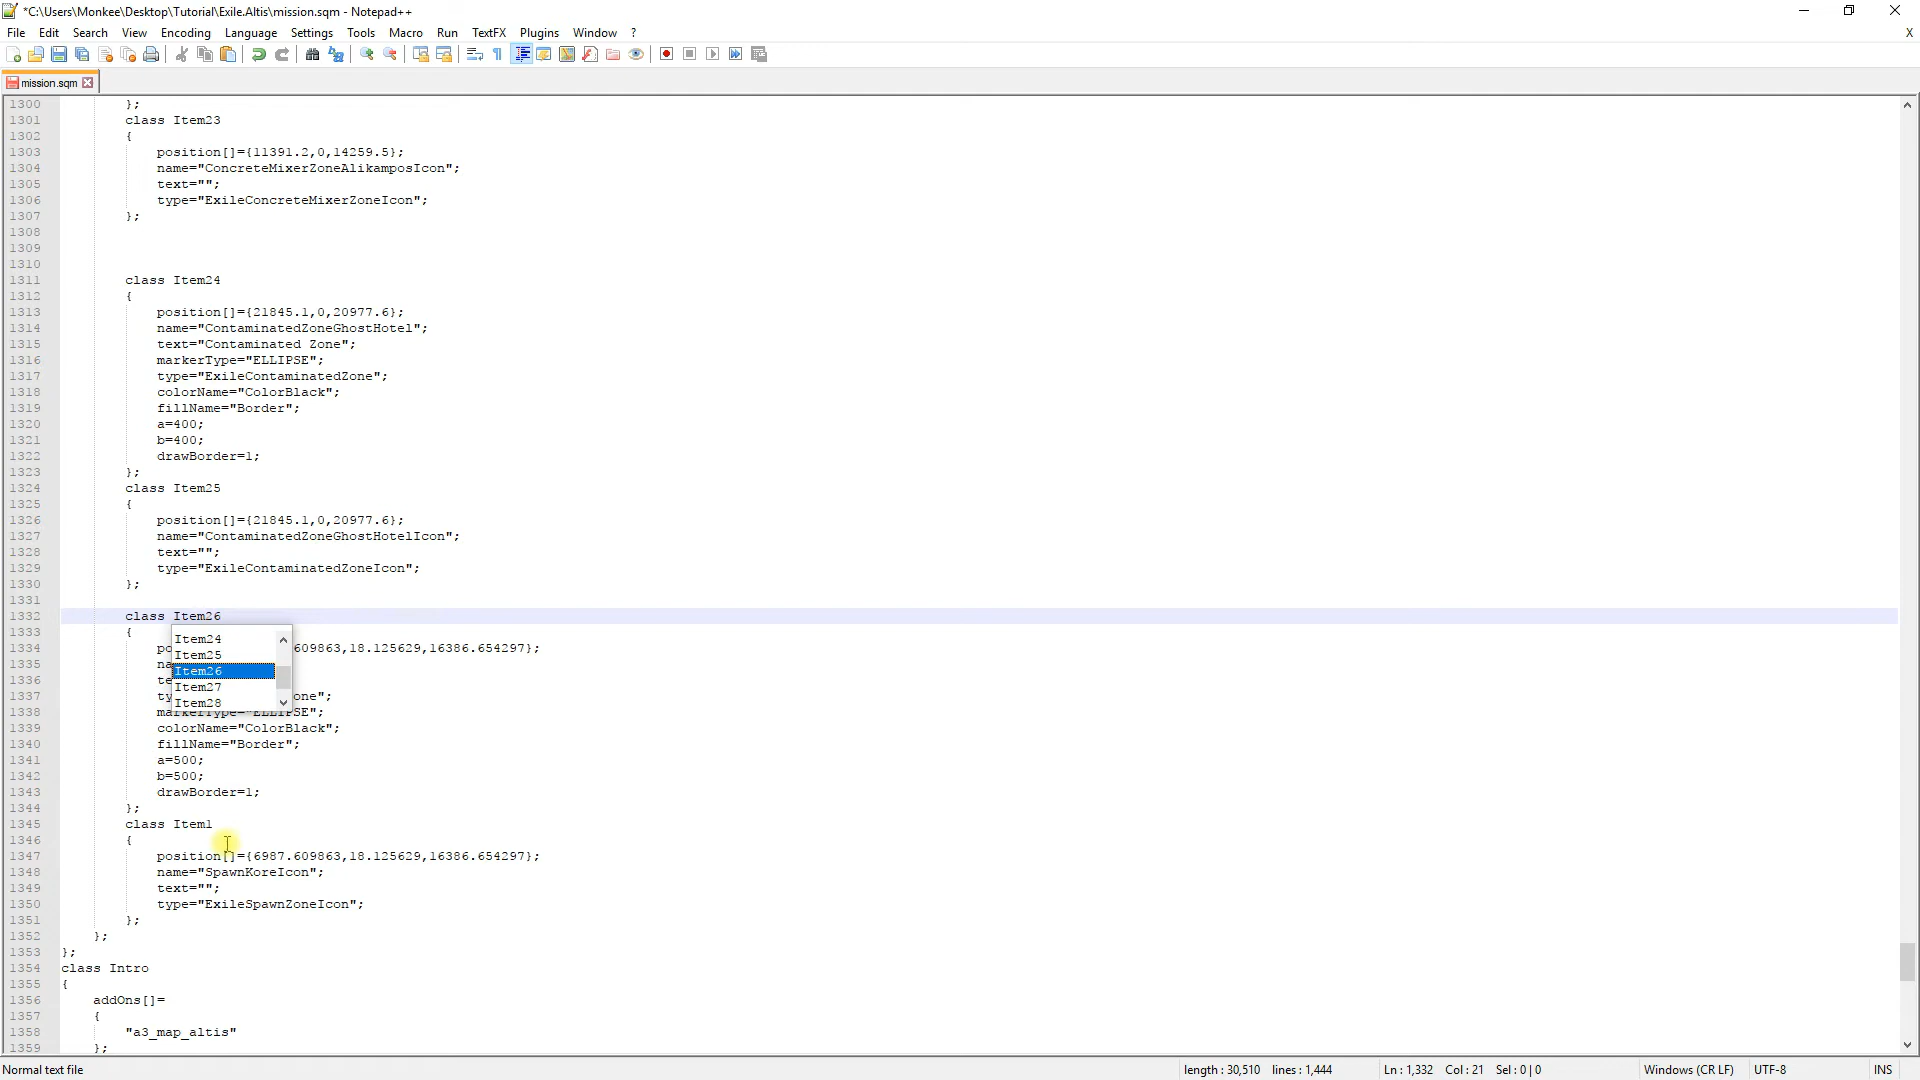 *C:\Users\Monkee\Desktop\Tutorial\Exile.Altis\mission.sqm - Notepad++
File Edit Search View Encoding Language Settings Tools Macro Run TextFX Plugins Window ? X
mission.sqm
1300 };
1301 class Item23
1302 {
1303 position[]={11391.2,0,14259.5};
1304 name="ConcreteMixerZoneAlikamposIcon";
1305 text="";
1306 type="ExileConcreteMixerZoneIcon";
1307 };
1308
1309
1310
1311 class Item24
1312 {
1313 position[]={21845.1,0,20977.6};
1314 name="ContaminatedZoneGhostHotel";
1315 text="Contaminated Zone";
1316 markerType="ELLIPSE";
1317 type="ExileContaminatedZone";
1318 colorName="ColorBlack";
1319 fillName="Border";
1320 a=400;
1321 b=400;
1322 drawBorder=1;
1323 };
1324 class Item25
1325 {
1326 position[]={21845.1,0,20977.6};
1327 name="ContaminatedZoneGhostHotelIcon";
1328 text="";
1329 type="ExileContaminatedZoneIcon";
1330 };
1331
1332 class Item26
1333 {
Item24
1334 po 609863,18.125629,16386.654297};
Item25
1335 na
Item26
1336 te
Item27
1337 ty one";
Item28
1338 markerType="ELLIPSE";
1339 colorName="ColorBlack";
1340 fillName="Border";
1341 a=500;
1342 b=500;
1343 drawBorder=1;
1344 };
1345 class Item1
1346 {
1347 position[]={6987.609863,18.125629,16386.654297};
1348 name="SpawnKoreIcon";
1349 text="";
1350 type="ExileSpawnZoneIcon";
1351 };
1352 };
1353 };
1354 class Intro
1355 {
1356 addOns[]=
1357 {
1358 "a3_map_altis"
1359 };
Normal text file length : 30,510 lines : 1,444 Ln : 1,332 Col : 21 Sel : 0 | 0 Windows (CR LF) UTF-8 INS